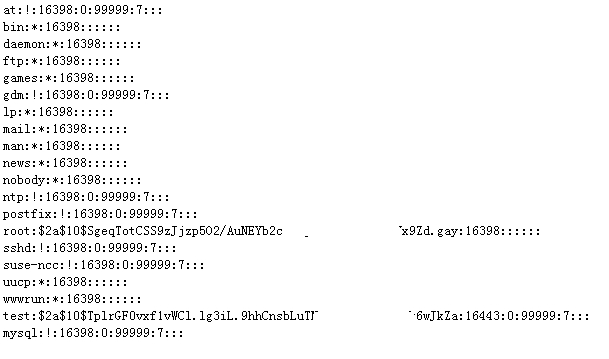 at:!:16398:0:99999:7:::
bin:*:16398::::::
daemon:*:16398::::::
ftp:*:16398::::::
games:*:16398::::::
gdm:!:16398:0:99999:7:::
lp:*:16398::::::
mail:*:16398::::::
man:*:16398::::::
news:*:16398::::::
nobody:*:16398::::::
ntp:!:16398:0:99999:7:::
postfix:!:16398:0:99999:7:::
root:$2a$10$SgeqTotCSS9zJjzp5O2/AuNEYb2c x9Zd.gay:16398::::::
sshd:!:16398:0:99999:7:::
suse-ncc:!:16398:0:99999:7:::
uucp:*:16398::::::
wwwrun:*:16398::::::
test:$2a$10$TplrGF0vxf1vWCl.lg3iL.9hhCnsbLuT 6wJkZa:16443:0:99999:7:::
mysql:!:16398:0:99999:7:::